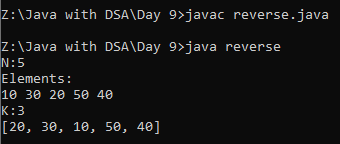 Z:\Java with DSA\Day 9>javac reverse.java
Z:\Java with DSA\Day 9>java reverse
N:5
Elements:
10 30 20 50 40
K:3
[20, 30, 10, 50, 40]